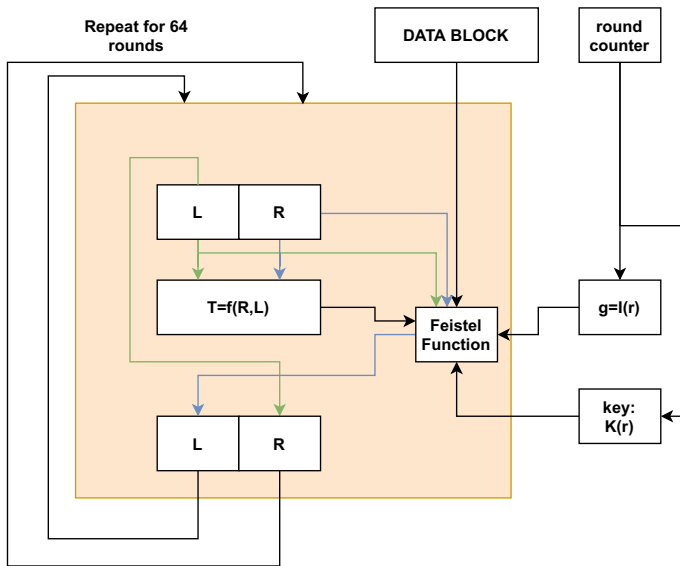 Repeat for 64
rounds
DATA BLOCK
round
counter
L
R
T=f(R,L)
Feistel
Function
g=I(r)
key:
K(r)
L
R